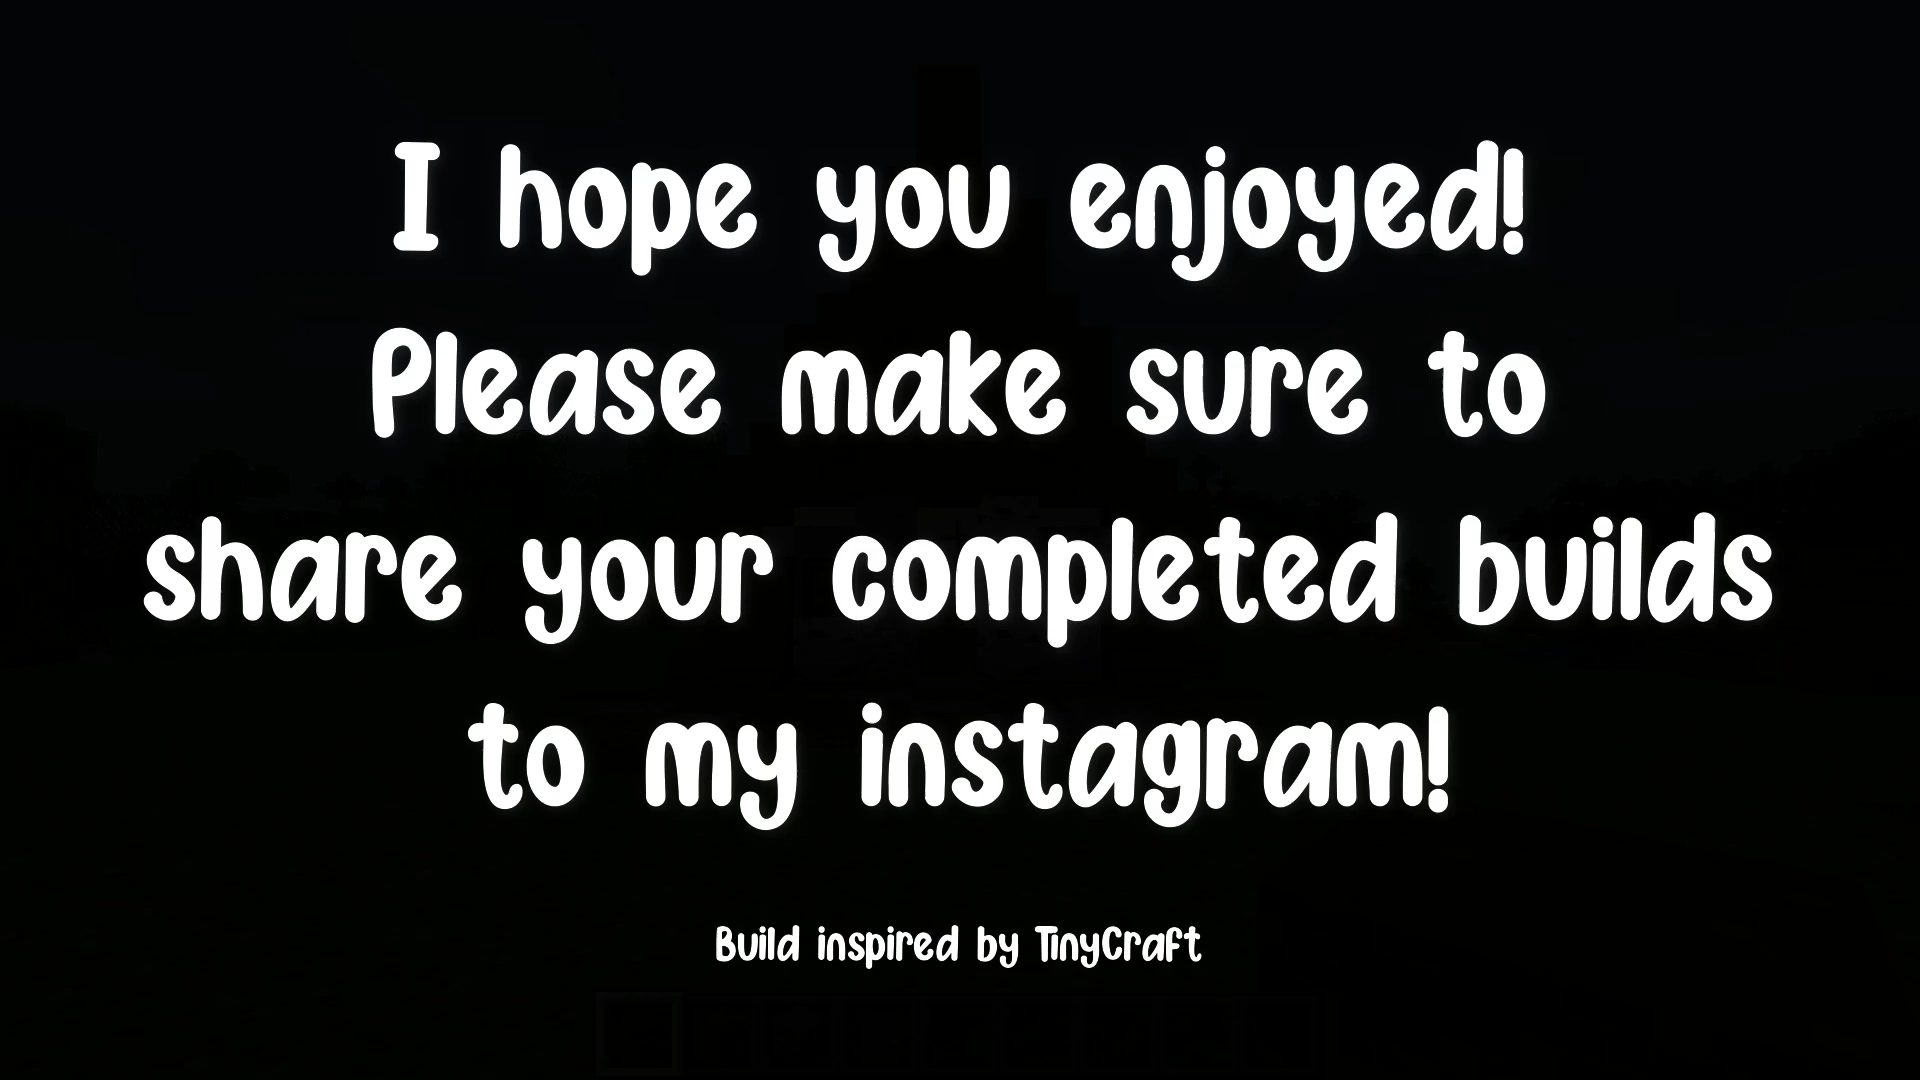 I hope you enjoyed!
Please make sure to
share your completed builds
to my instagram!
Build inspired by TinyCraft